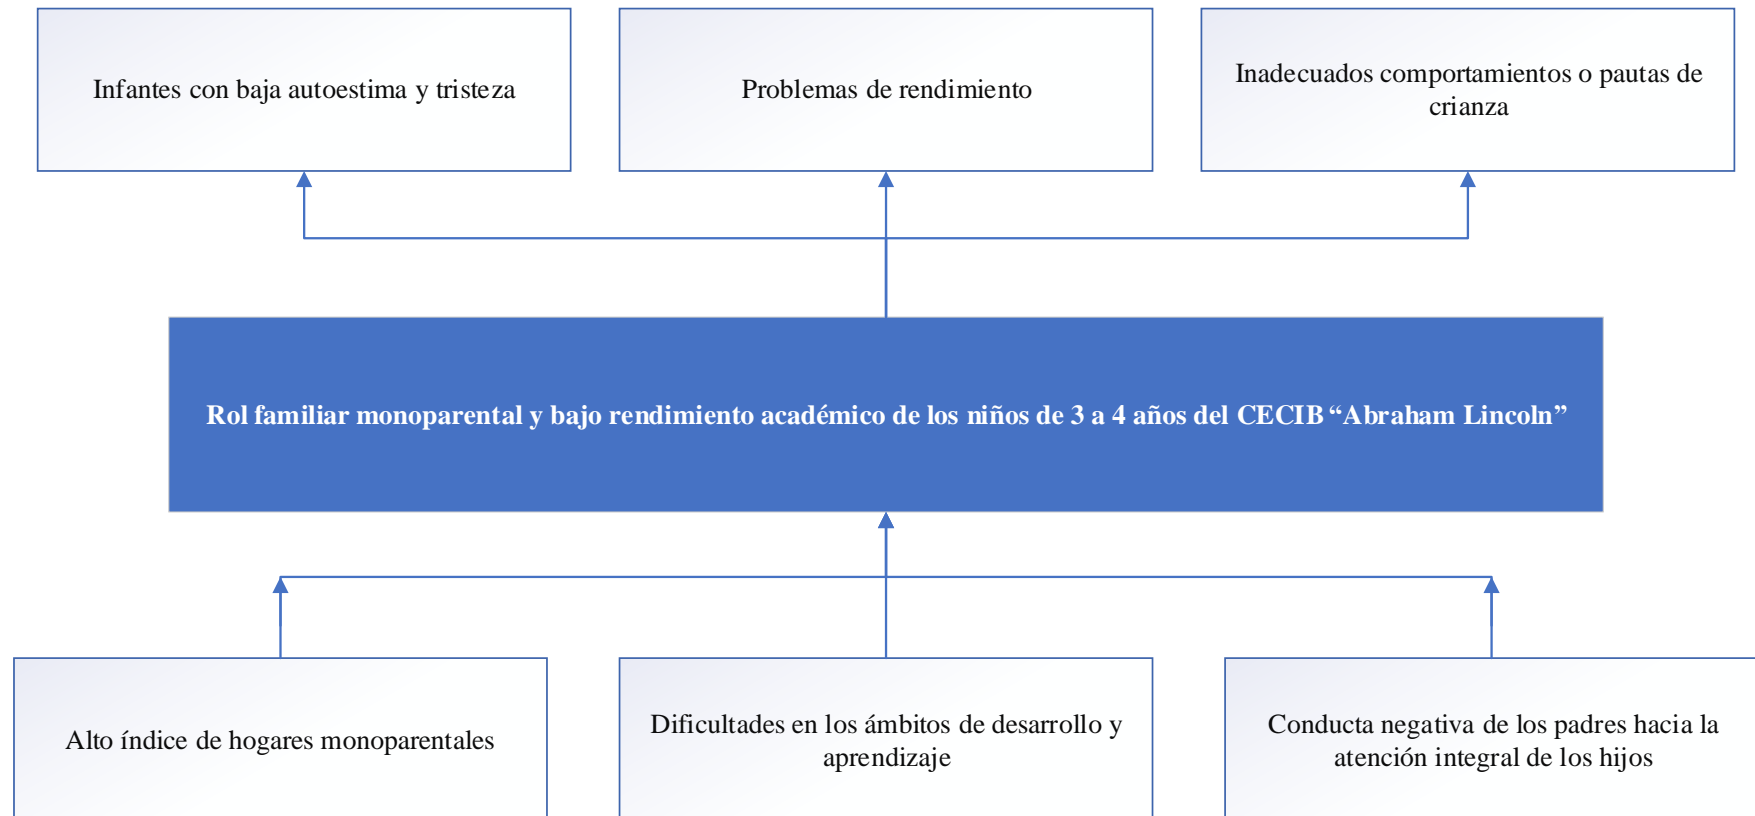 Infantes con baja autoestima y tristeza
Problemas de rendimiento
Inadecuados comportamientos o pautas de
crianza
Rol familiar monoparental y bajo rendimiento académico de los niños de 3 a 4 años del CECIB “Abraham Lincoln”
Alto índice de hogares monoparentales
Dificultades en los ámbitos de desarrollo y
aprendizaje
Conducta negativa de los padres hacia la
atención integral de los hijos